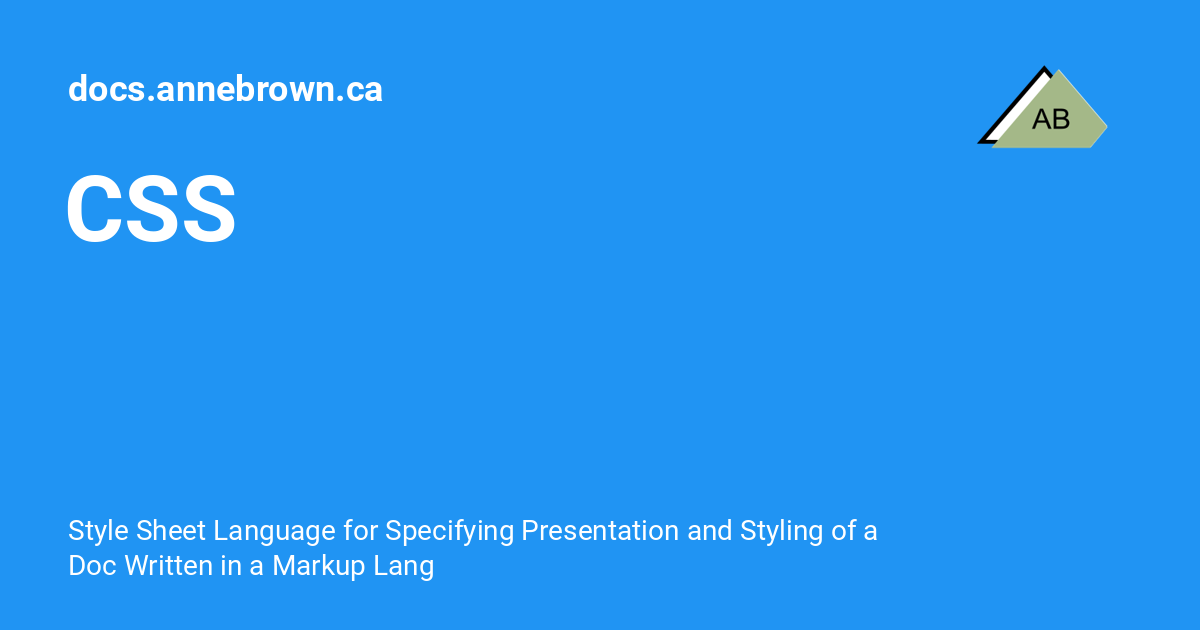 docs.annebrown.ca
AB
CSS
Style Sheet Language for Specifying Presentation and Styling of a
Doc Written in a Markup Lang